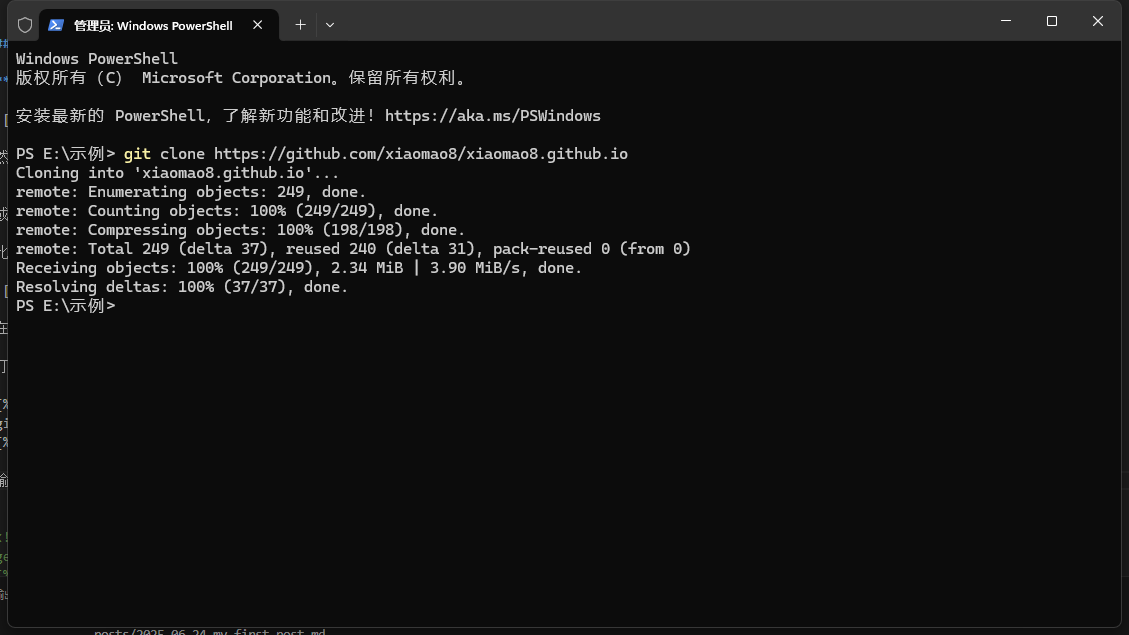 管理员: Windows PowerShell
Windows PowerShell
版权所有（C） Microsoft Corporation。保留所有权利。
安装最新的 PowerShell，了解新功能和改进！https://aka.ms/PSWindows
PS E:\示例> git clone https://github.com/xiaomao8/xiaomao8.github.io
Cloning into 'xiaomao8.github.io'...
remote: Enumerating objects: 249, done.
remote: Counting objects: 100% (249/249), done.
remote: Compressing objects: 100% (198/198), done.
remote: Total 249 (delta 37), reused 240 (delta 31), pack-reused 0 (from 0)
Receiving objects: 100% (249/249), 2.34 MiB | 3.90 MiB/s, done.
Resolving deltas: 100% (37/37), done.
PS E:\示例>